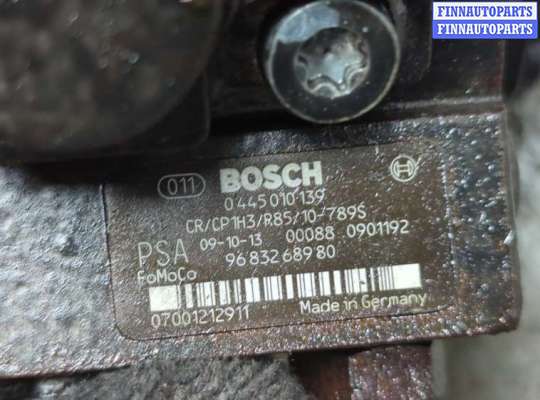 FINNAUTOPARTS
FINNAUTOPARTS
FINNAUTOPARTS
011 BOSCH
0 445 010 139
CR/CP1H3/R85/10-789S
PSA 09-10-13 00088 0901192
FoMoCo 96 832 689 80
07001212911 Made in Germany